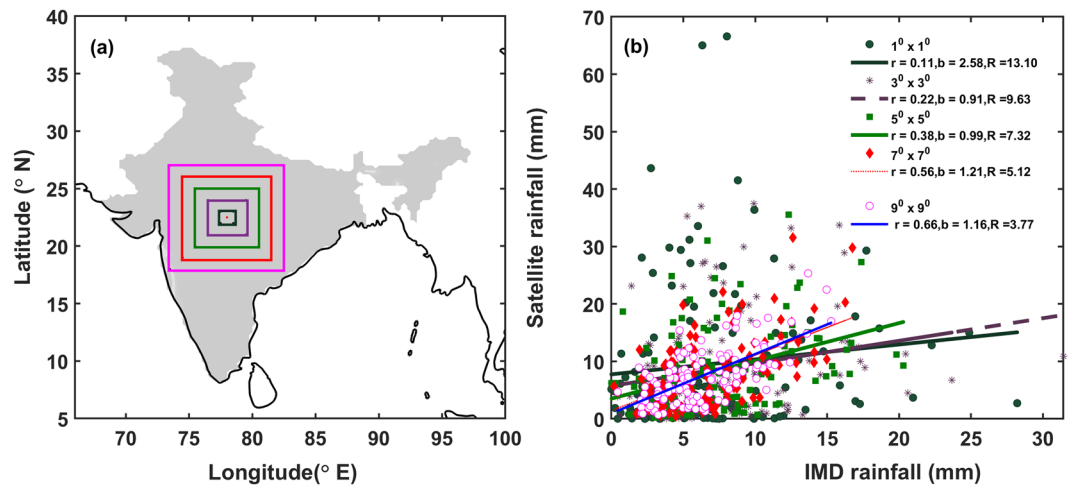 (a)
40
35
30
25
20
15
10
5
70 75 80 85 90 95 100
Latitude (° N)
Longitude(° E)
(b)
70
60
50
40
30
20
10
0
0 5 10 15 20 25 30
Satellite rainfall (mm)
IMD rainfall (mm)
1⁰ x 1⁰
r = 0.11,b = 2.58,R =13.10
3⁰ x 3⁰
r = 0.22,b = 0.91,R =9.63
5⁰ x 5⁰
r = 0.38,b = 0.99,R =7.32
7⁰ x 7⁰
r = 0.56,b = 1.21,R =5.12
9⁰ x 9⁰
r = 0.66,b = 1.16,R =3.77